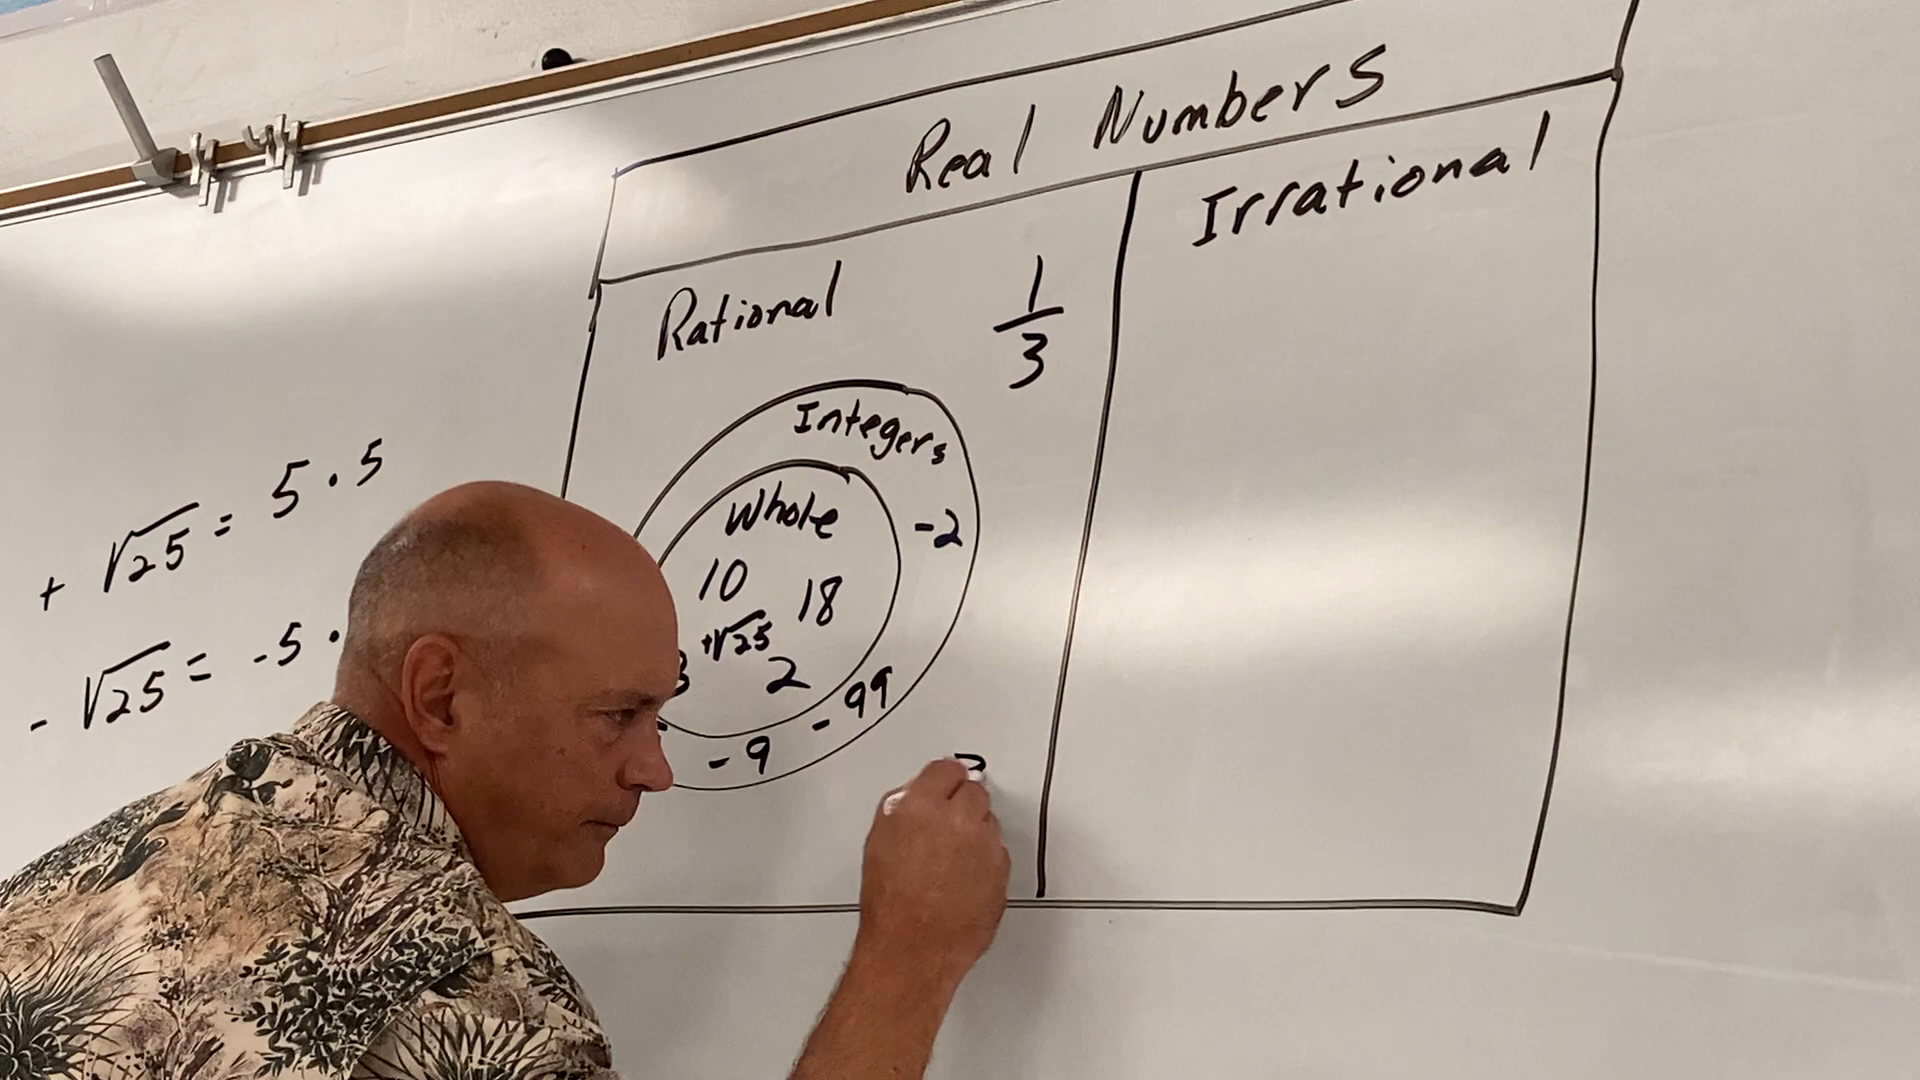 Real Numbers
Rational
Irrational
1
3
Integers
Whole
-2
10
18
+√25
2
-99
-9
+ √25 = 5 · 5
- √25 = -5 ·